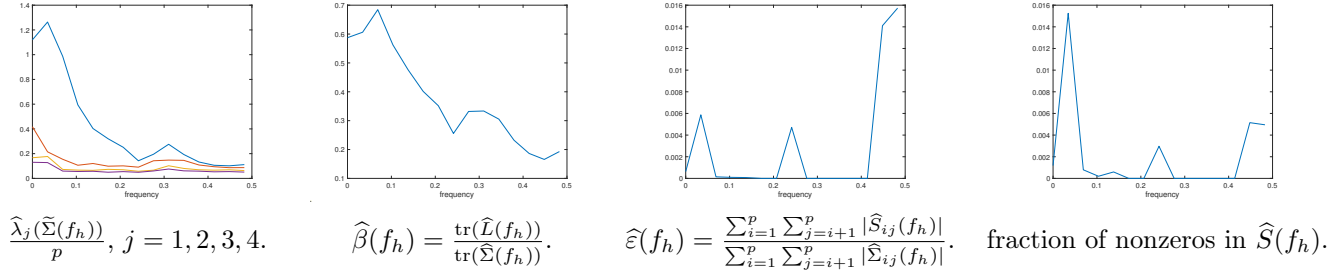 1.4
1.2
1
0.8
0.6
0.4
0.2
0
0 0.1 0.2 0.3 0.4 0.5
frequency
0.7
0.6
0.5
0.4
0.3
0.2
0.1
0 0.1 0.2 0.3 0.4 0.5
frequency
0.016
0.014
0.012
0.01
0.008
0.006
0.004
0.002
0
0 0.1 0.2 0.3 0.4 0.5
frequency
0.016
0.014
0.012
0.01
0.008
0.006
0.004
0.002
0
0 0.1 0.2 0.3 0.4 0.5
frequency
$\frac{\widehat{\lambda}_j(\widetilde{\Sigma}(f_h))}{p}$, $j = 1, 2, 3, 4.$
$\widehat{\beta}(f_h) = \frac{\mathrm{tr}(\widehat{L}(f_h))}{\mathrm{tr}(\widehat{\Sigma}(f_h))}.$
$\widehat{\varepsilon}(f_h) = \frac{\sum_{i=1}^{p} \sum_{j=i+1}^{p} |\widehat{S}_{ij}(f_h)|}{\sum_{i=1}^{p} \sum_{j=i+1}^{p} |\widehat{\Sigma}_{ij}(f_h)|}.$
fraction of nonzeros in $\widehat{S}(f_h)$.